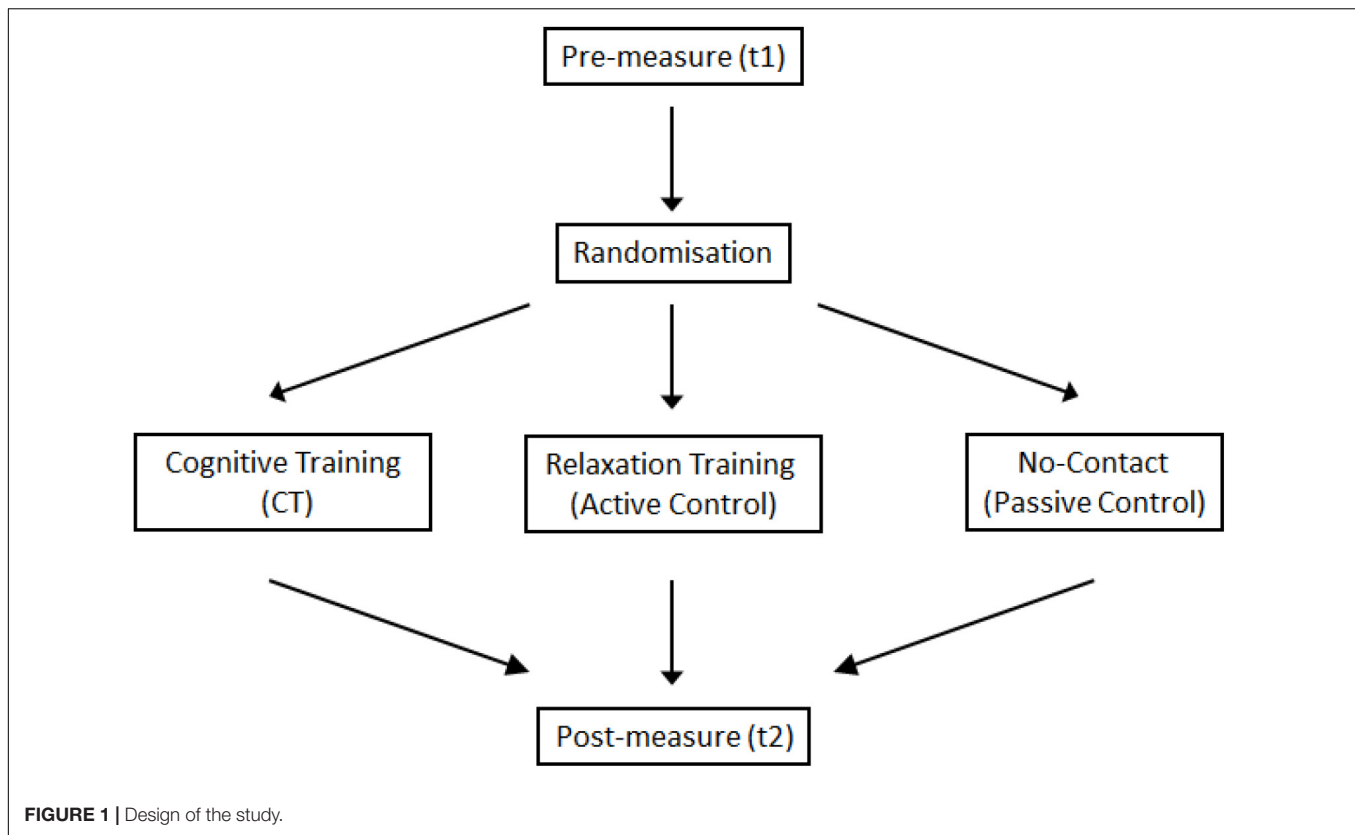 Pre-measure (t1)
Randomisation
Cognitive Training
(CT)
Relaxation Training
(Active Control)
No-Contact
(Passive Control)
Post-measure (t2)
FIGURE 1 | Design of the study.